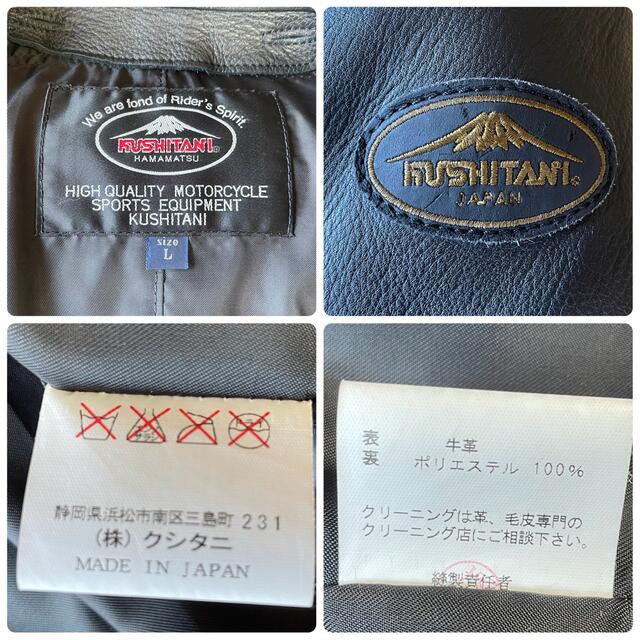 We are fond of Rider's Spirit.
KUSHITANI®
HAMAMATSU
HIGH QUALITY MOTORCYCLE
SPORTS EQUIPMENT
KUSHITANI
size
L
KUSHITANI®
JAPAN
静岡県浜松市南区三島町231
(株)クシタニ
MADE IN JAPAN
表 牛革
裏 ポリエステル 100%
クリーニングは革、毛皮専門の
クリーニング店にご相談下さい。
縫製責任者